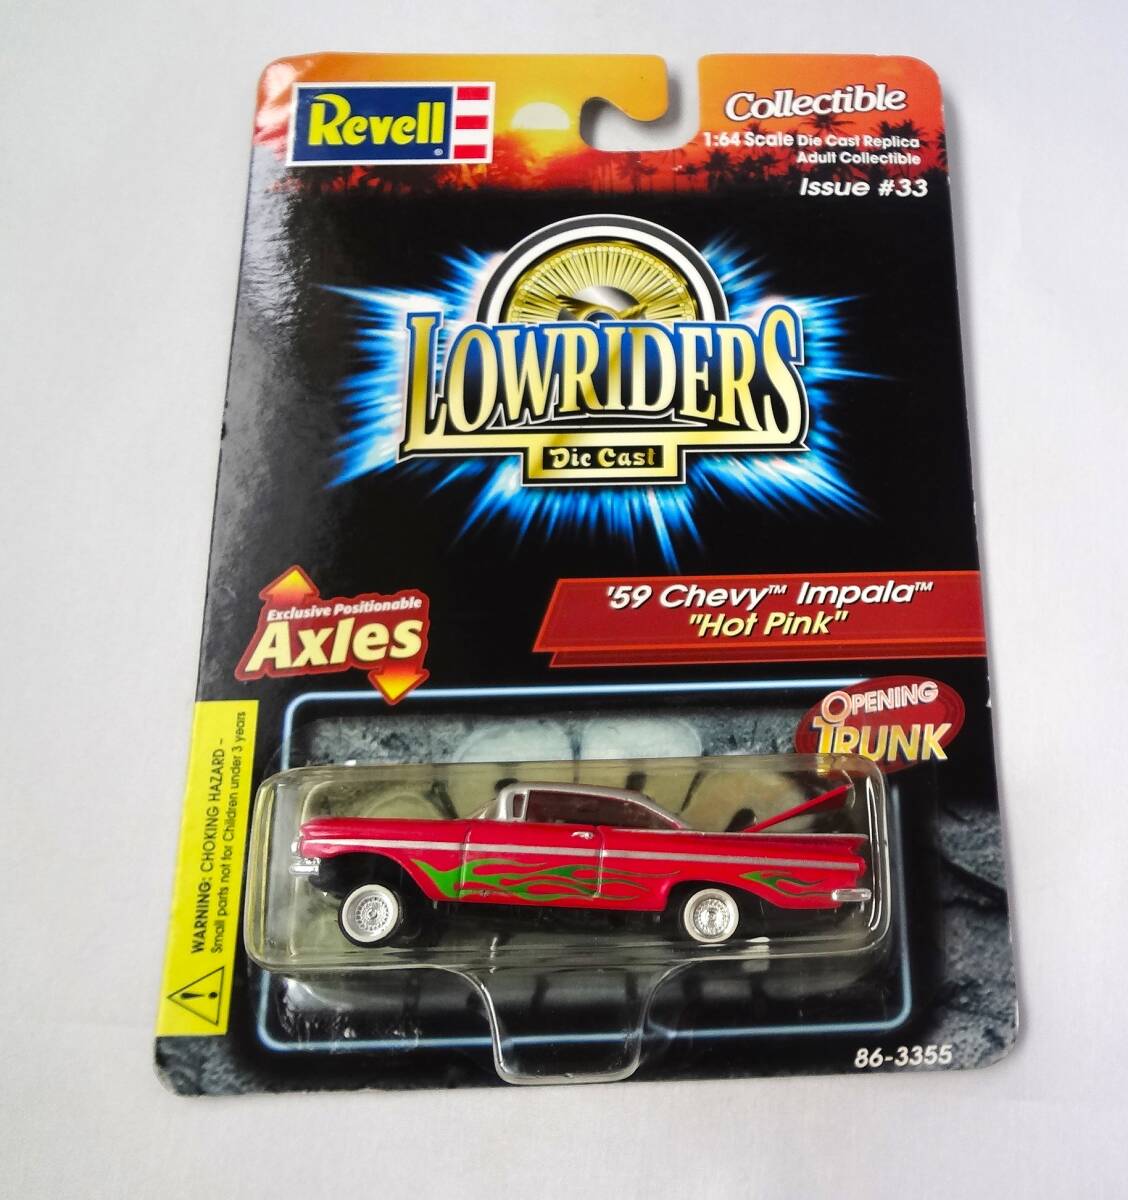 Revell®
Collectible
1:64 Scale Die Cast Replica
Adult Collectible
Issue #33
LOWRIDERS
Die Cast
Exclusive Positionable
Axles
'59 Chevy™ Impala™
"Hot Pink"
OPENING
TRUNK
WARNING: CHOKING HAZARD –
Small parts not for Children under 3 years
86-3355